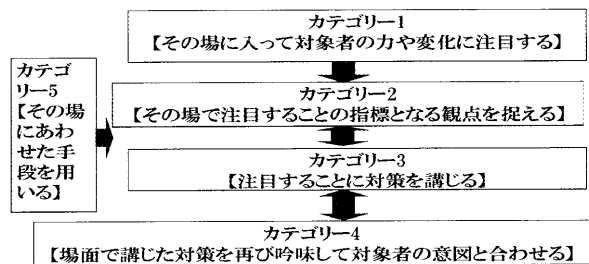 カテゴリー1
【その場に入って対象者の力や変化に注目する】
カテゴ
リー5
【その場
にあわ
せた手
段を用
いる】
カテゴリー2
【その場で注目することの指標となる観点を捉える】
カテゴリー3
【注目することに対策を講じる】
カテゴリー4
【場面で講じた対策を再び吟味して対象者の意図と合わせる】